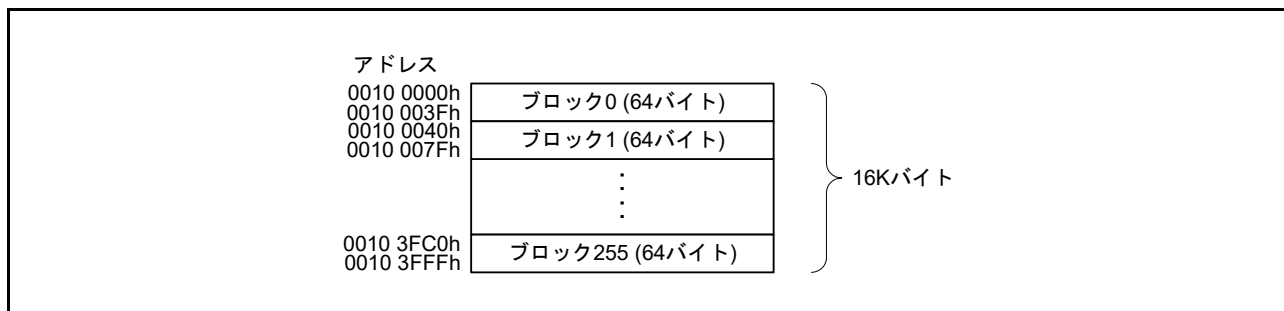 アドレス
0010 0000h
ブロック0 (64バイト)
0010 003Fh
0010 0040h
ブロック1 (64バイト)
0010 007Fh
16Kバイト
0010 3FC0h
ブロック255 (64バイト)
0010 3FFFh